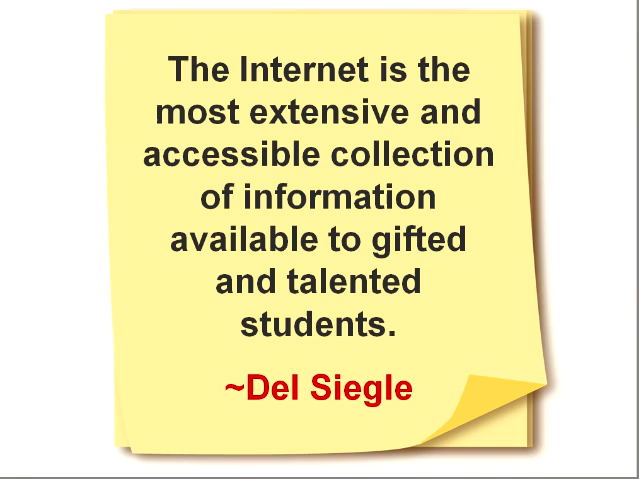 The Internet is the
most extensive and
accessible collection
of information
available to gifted
and talented
students.
~Del Siegle